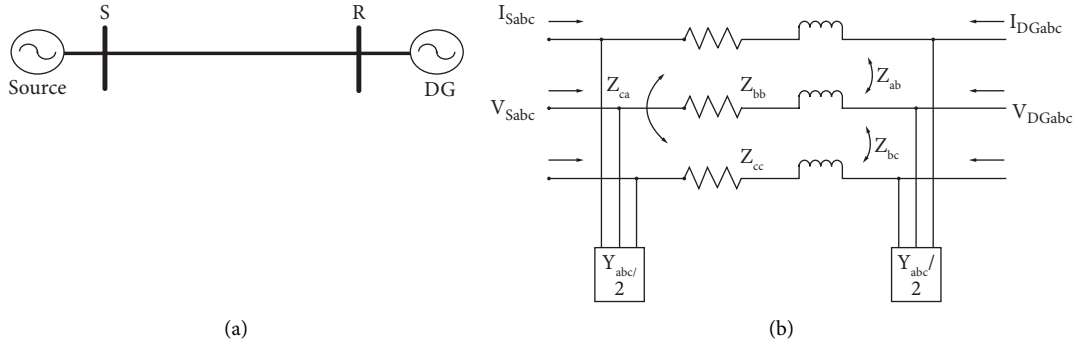 S
R
Source
DG
(a)
I_Sabc
I_DGabc
Z_ca
Z_bb
Z_ab
V_Sabc
V_DGabc
Z_bc
Z_cc
Y_abc/
2
Y_abc/
2
(b)